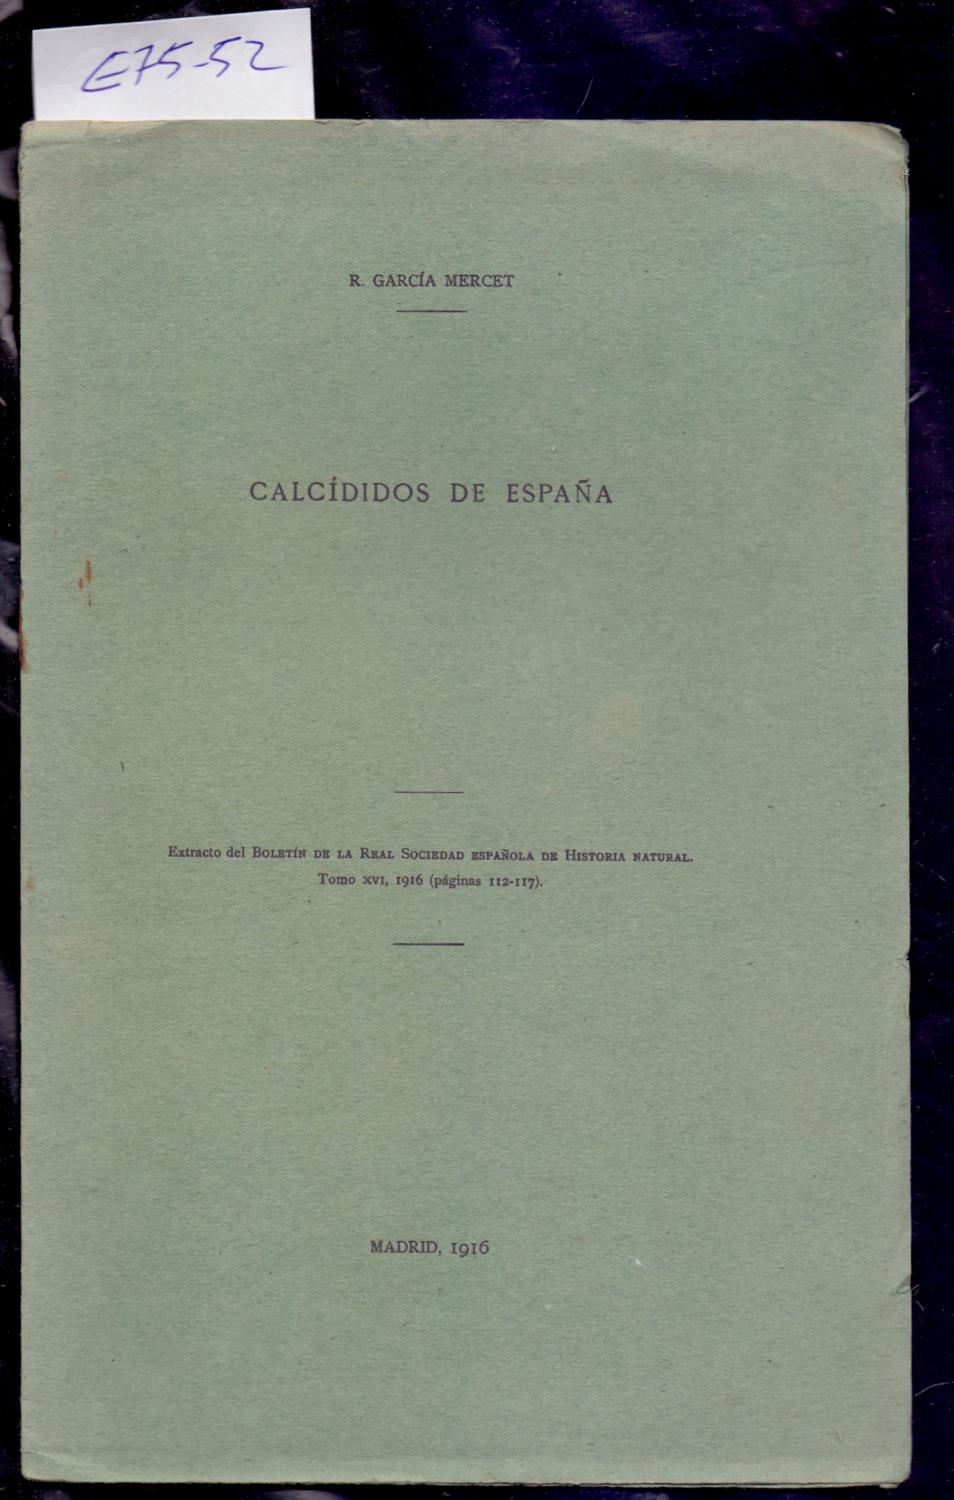 E75-52
R. GARCÍA MERCET
CALCÍDIDOS DE ESPAÑA
Extracto del BOLETÍN DE LA REAL SOCIEDAD ESPAÑOLA DE HISTORIA NATURAL.
Tomo XVI, 1916 (páginas 112-117).
MADRID, 1916